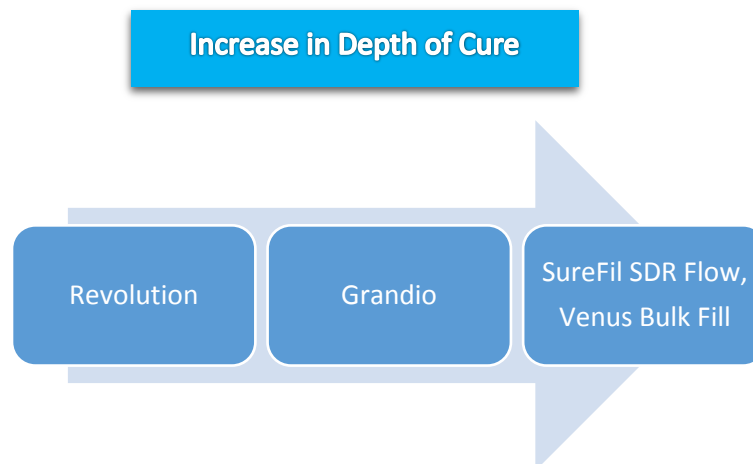 Increase in Depth of Cure
Revolution
Grandio
SureFil SDR Flow,
Venus Bulk Fill